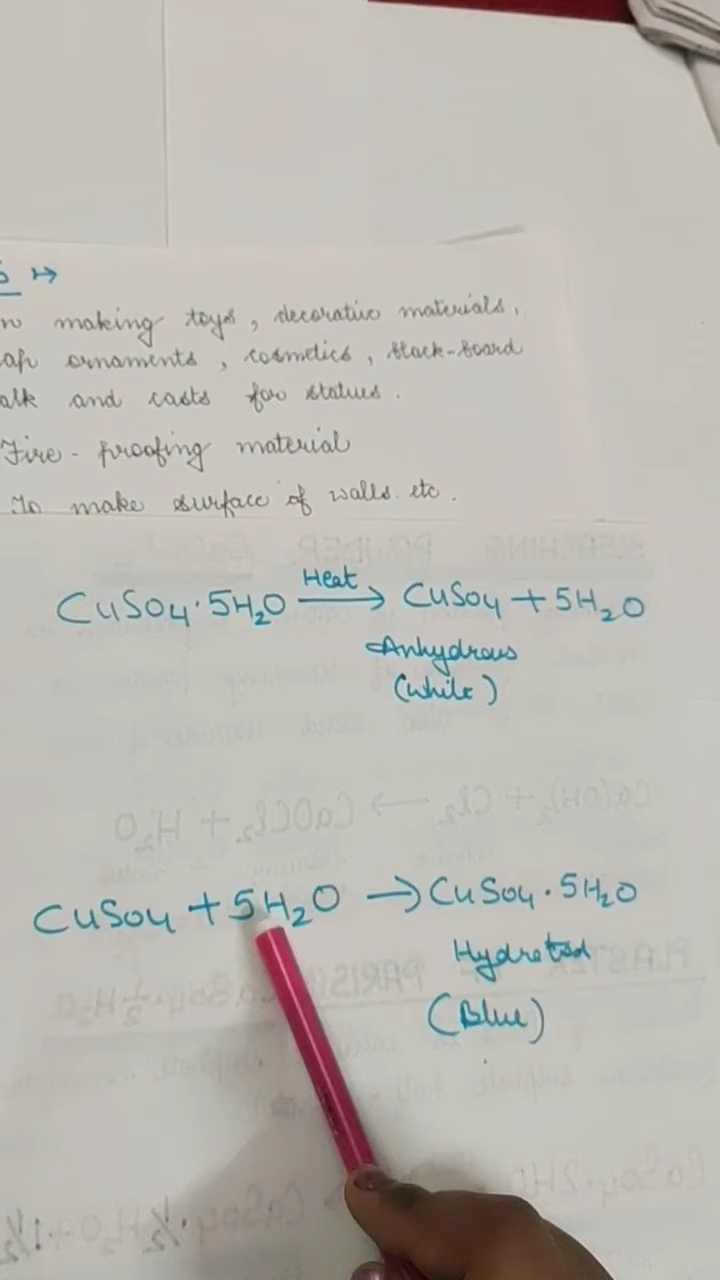 making toys, decorative materials,
ornaments, cosmetics, black-board
and casts for statues.
Fire-proofing material
To make surface of walls etc.
CuSO4·5H2O Heat → CuSO4 + 5H2O
Anhydrous
(white)
CuSO4 + 5H2O → CuSO4·5H2O
Hydrated
(Blue)